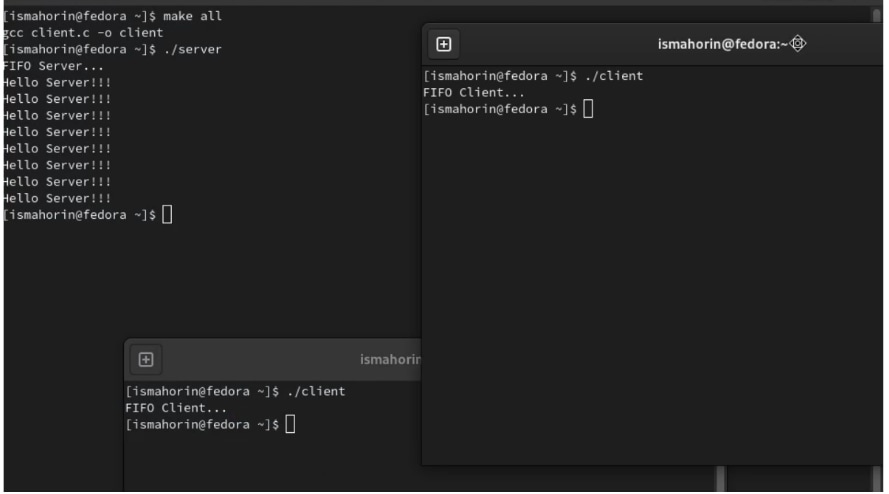 [ismahorin@fedora ~]$ make all
gcc client.c -o client
[ismahorin@fedora ~]$ ./server
FIFO Server...
Hello Server!!!
Hello Server!!!
Hello Server!!!
Hello Server!!!
Hello Server!!!
Hello Server!!!
Hello Server!!!
Hello Server!!!
[ismahorin@fedora ~]$
ismahorin@fedora:~
[ismahorin@fedora ~]$ ./client
FIFO Client...
[ismahorin@fedora ~]$
ismahorin
[ismahorin@fedora ~]$ ./client
FIFO Client...
[ismahorin@fedora ~]$